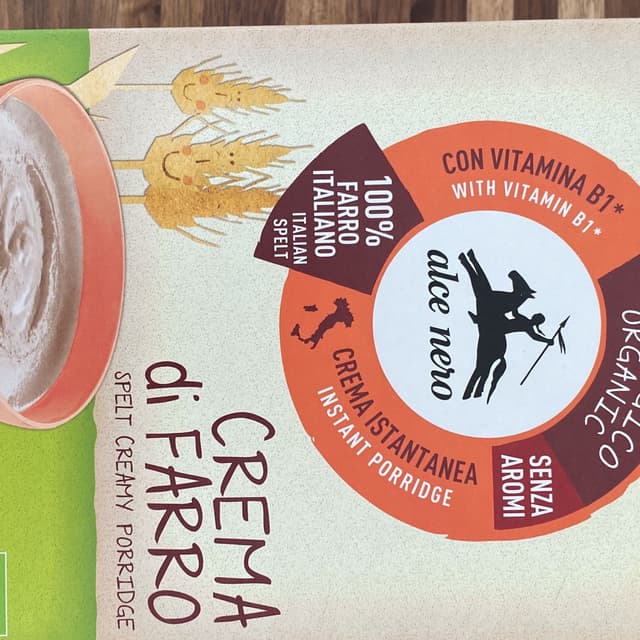 CON VITAMINA B1*
WITH VITAMIN B1*
100%
FARRO
ITALIANO
ITALIAN
SPELT
alce nero
ORGANIC
CREMA ISTANTANEA
INSTANT PORRIDGE
SENZA
AROMI
CREMA
di FARRO
SPELT CREAMY PORRIDGE